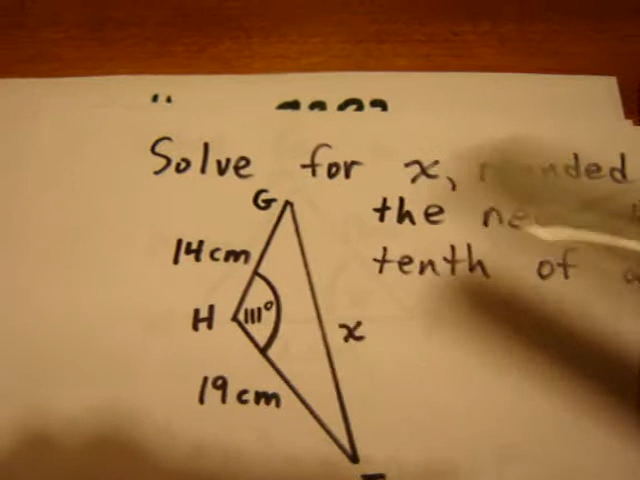 Solve for x,
G the
14cm tenth of
H 111°
x
19cm